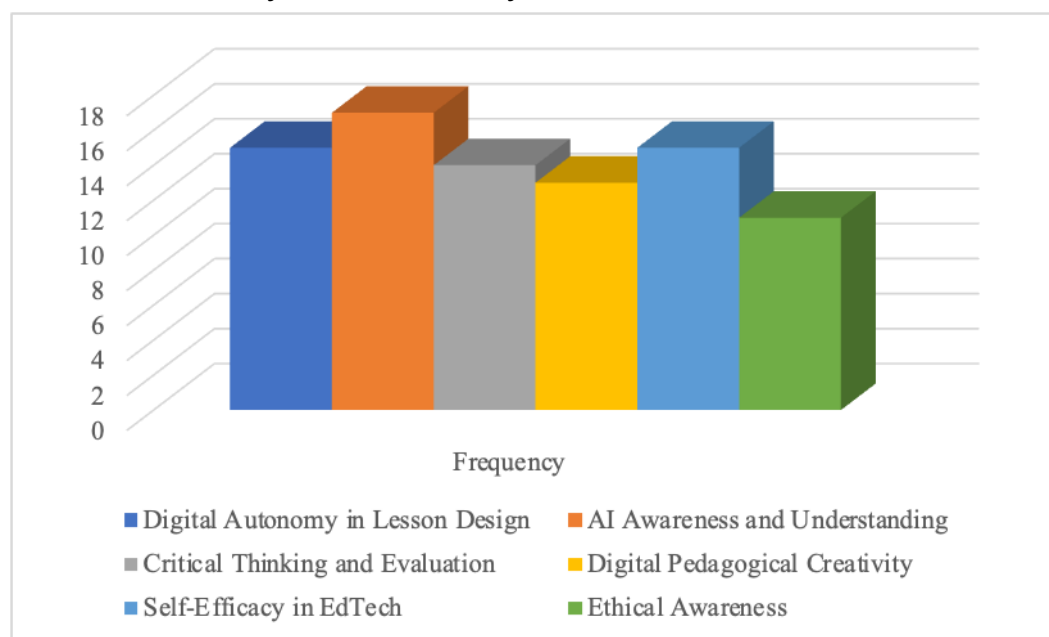 18
16
14
12
10
8
6
4
2
0
Frequency
Digital Autonomy in Lesson Design AI Awareness and Understanding
Critical Thinking and Evaluation Digital Pedagogical Creativity
Self-Efficacy in EdTech Ethical Awareness